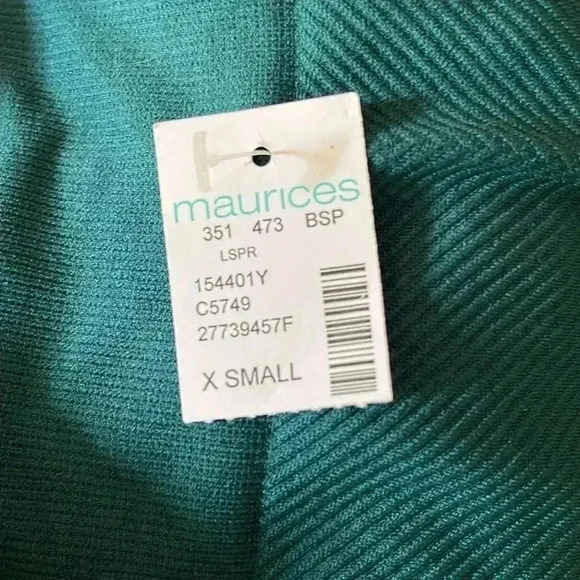 maurices
351 473 BSP
LSPR
154401Y
C5749
27739457F
X SMALL